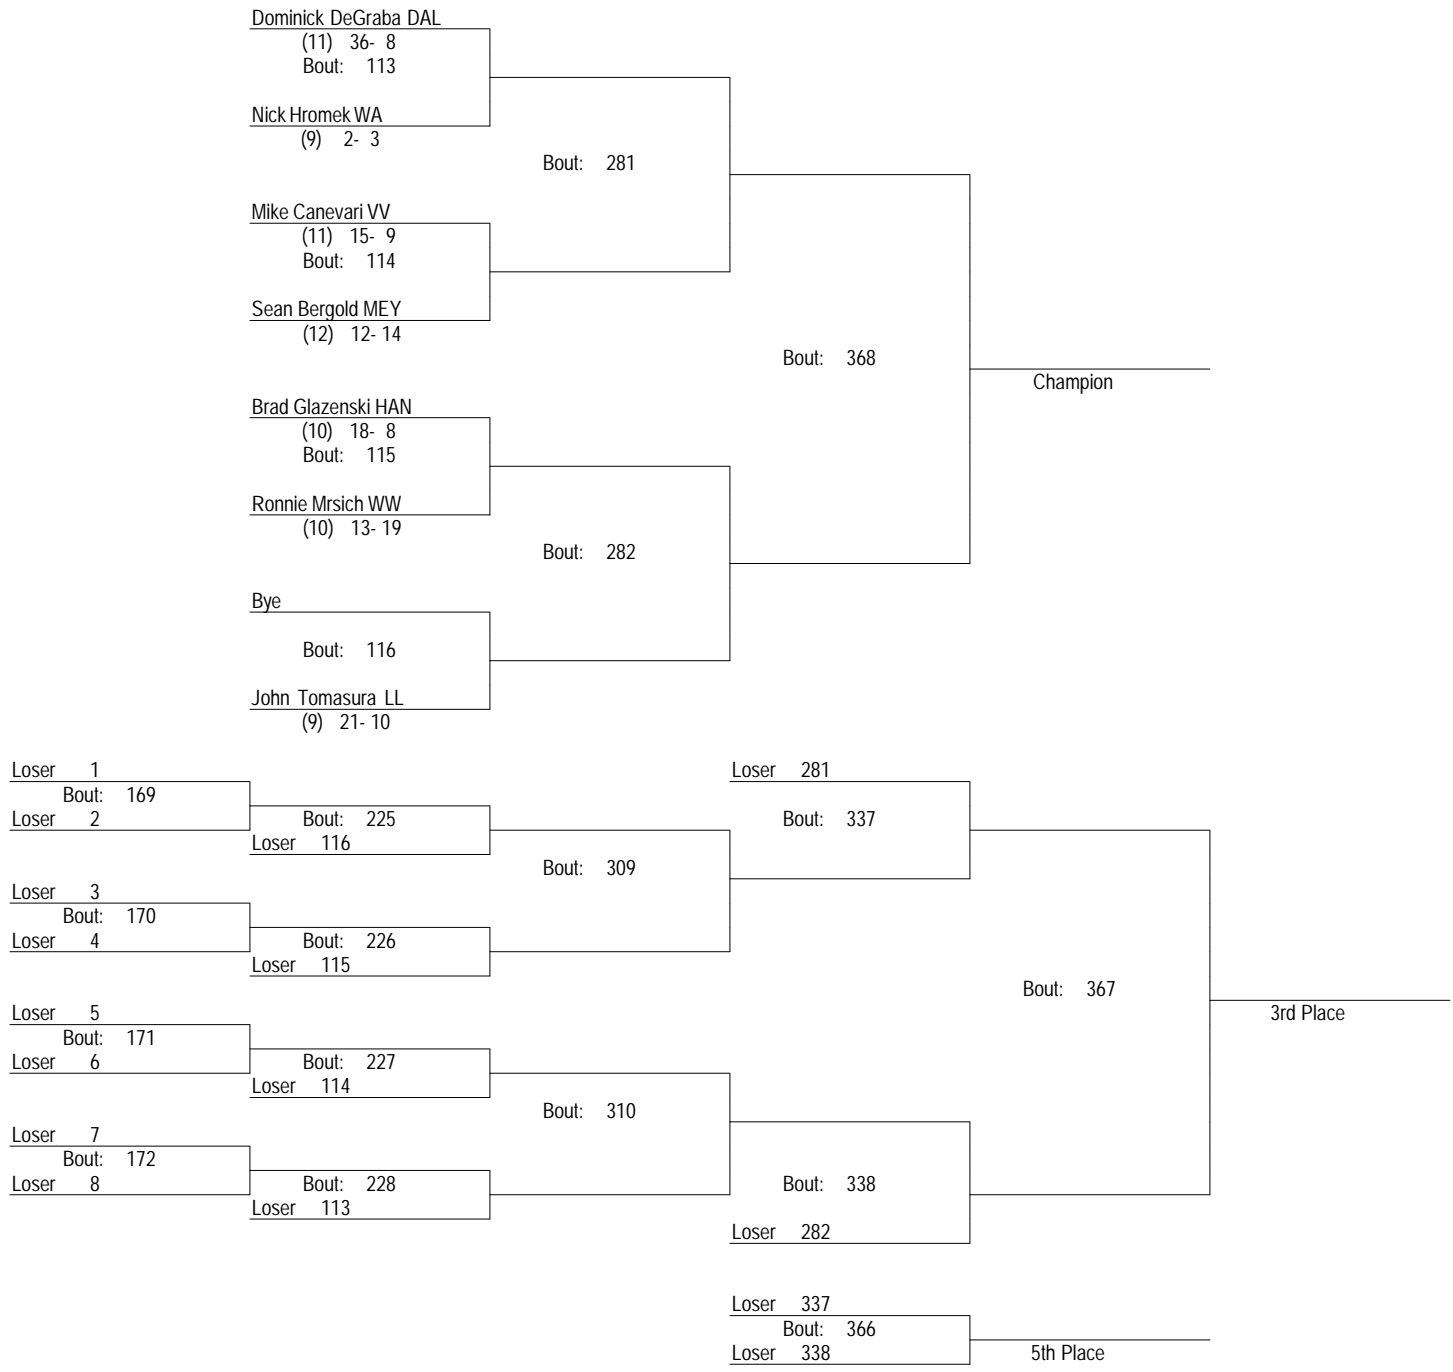 Dominick DeGraba DAL
(11) 36- 8
Bout: 113
Nick Hromek WA
(9) 2- 3
Bout: 281
Mike Canevari VV
(11) 15- 9
Bout: 114
Sean Bergold MEY
(12) 12- 14
Bout: 368
Champion
Brad Glazenski HAN
(10) 18- 8
Bout: 115
Ronnie Mrsich WW
(10) 13- 19
Bout: 282
Bye
Bout: 116
John Tomasura LL
(9) 21- 10
Loser 1
Bout: 169
Loser 2
Bout: 225
Loser 116
Loser 3
Bout: 170
Loser 4
Bout: 226
Loser 115
Bout: 309
Loser 281
Bout: 337
Loser 5
Bout: 171
Loser 6
Bout: 227
Loser 114
Loser 7
Bout: 172
Loser 8
Bout: 228
Loser 113
Bout: 310
Bout: 338
Loser 282
Bout: 367
3rd Place
Loser 337
Bout: 366
Loser 338
5th Place